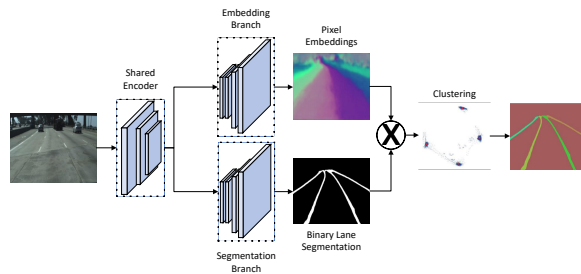 Embedding
Branch
Pixel
Embeddings
Shared
Encoder
Clustering
X
Binary Lane
Segmentation
Segmentation
Branch